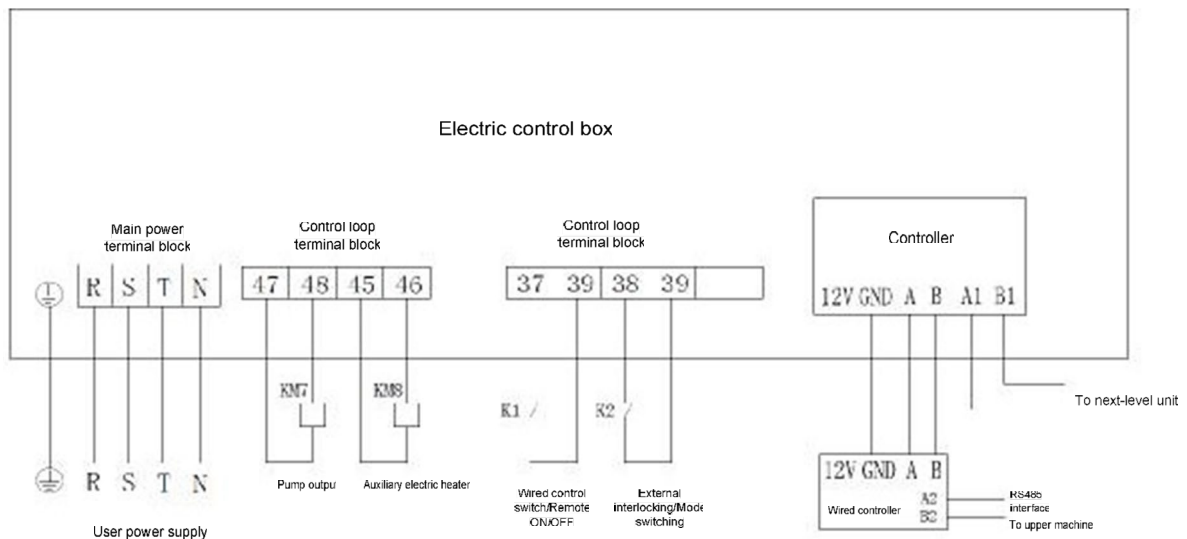 Electric control box
Main power
terminal block
Control loop
terminal block
Control loop
terminal block
Controller
R S T N
47 48 45 46
37 39 38 39
12V GND A B A1 B1
KM7
KM8
K1
K2
To next-level unit
R S T N
Pump outpu
Auxiliary electric heater
Wired control
switch/Remote
ON/OFF
External
interlocking/Mode
switching
12V GND A B
A2
B2
Wired controller
RS485
interface
To upper machine
User power supply